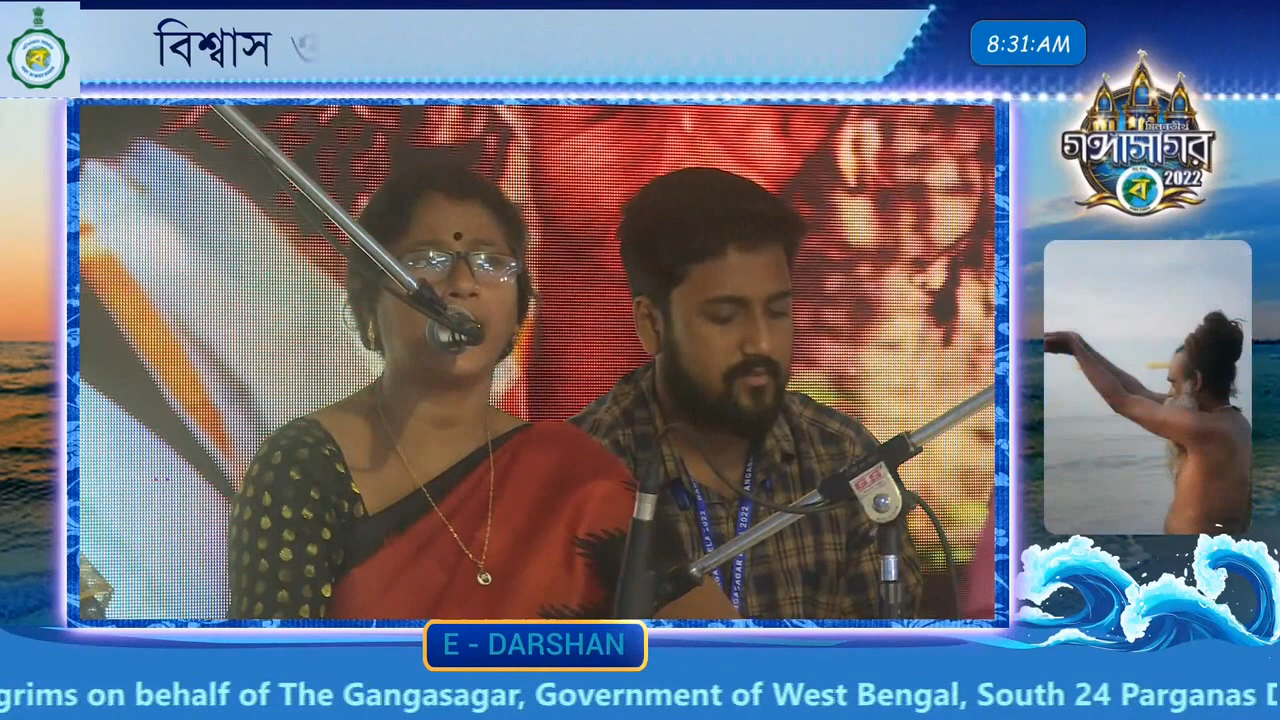 বিশ্বাস ও
8:31:AM
মিলনতীর্থ
গঙ্গাসাগর
2022
E - DARSHAN
grims on behalf of The Gangasagar, Government of West Bengal, South 24 Parganas D